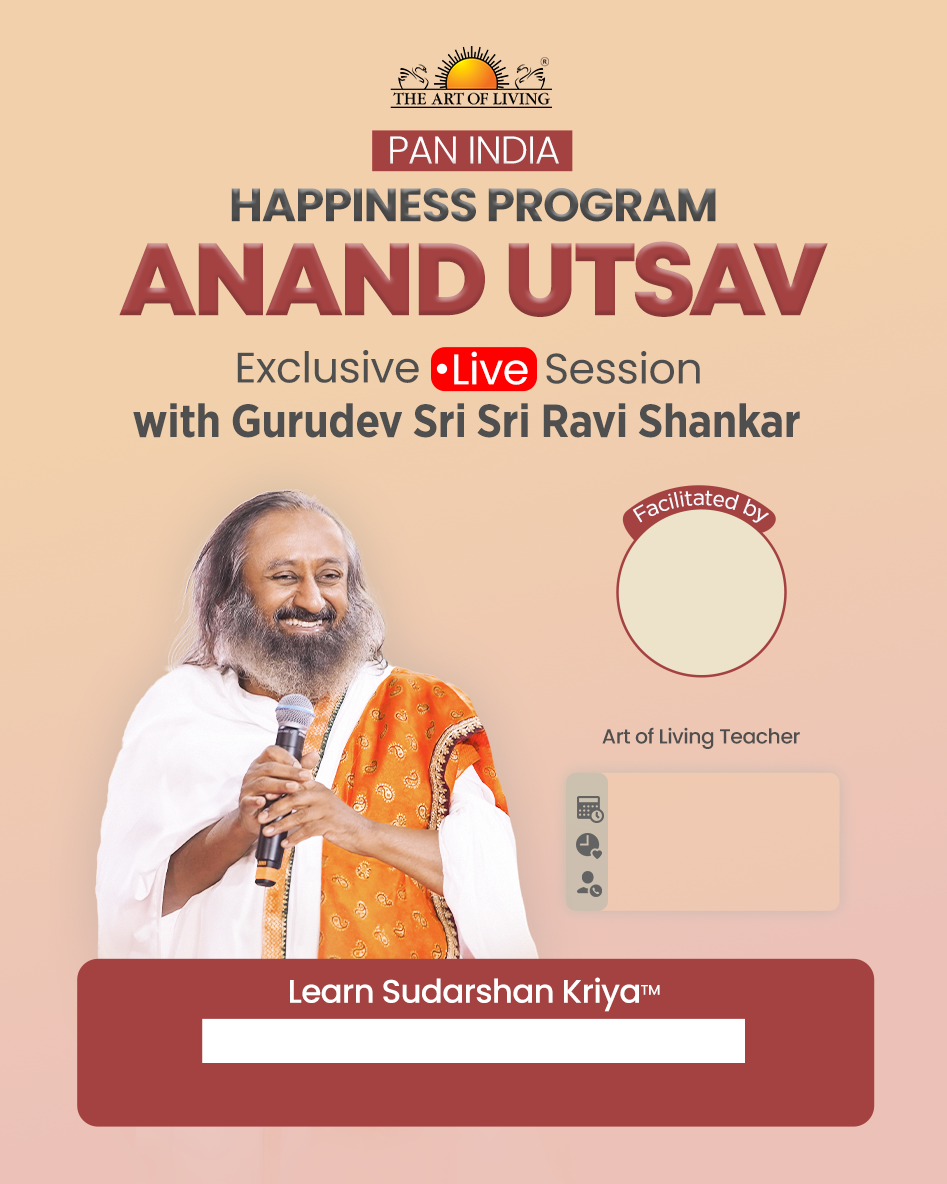 ®
THE ART OF LIVING
PAN INDIA
HAPPINESS PROGRAM
ANAND UTSAV
Exclusive •Live Session
with Gurudev Sri Sri Ravi Shankar
Facilitated by
Art of Living Teacher
Learn Sudarshan Kriya™